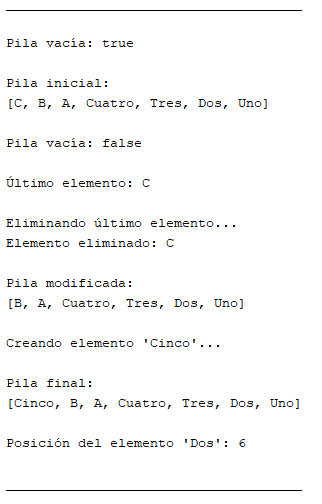 Pila vacía: true
Pila inicial:
[C, B, A, Cuatro, Tres, Dos, Uno]
Pila vacía: false
Último elemento: C
Eliminando último elemento...
Elemento eliminado: C
Pila modificada:
[B, A, Cuatro, Tres, Dos, Uno]
Creando elemento 'Cinco'...
Pila final:
[Cinco, B, A, Cuatro, Tres, Dos, Uno]
Posición del elemento 'Dos': 6